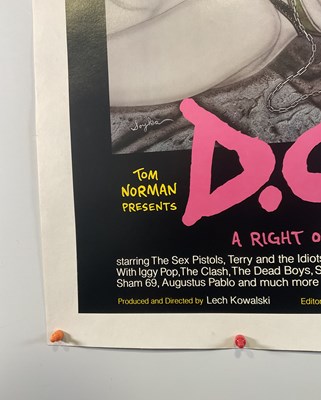 TOM
NORMAN
PRESENTS
D.O
A RIGHT O
starring The Sex Pistols, Terry and the Idiots
With Iggy Pop, The Clash, The Dead Boys, S
Sham 69, Augustus Pablo and much more
Produced and Directed by Lech Kowalski
Editor